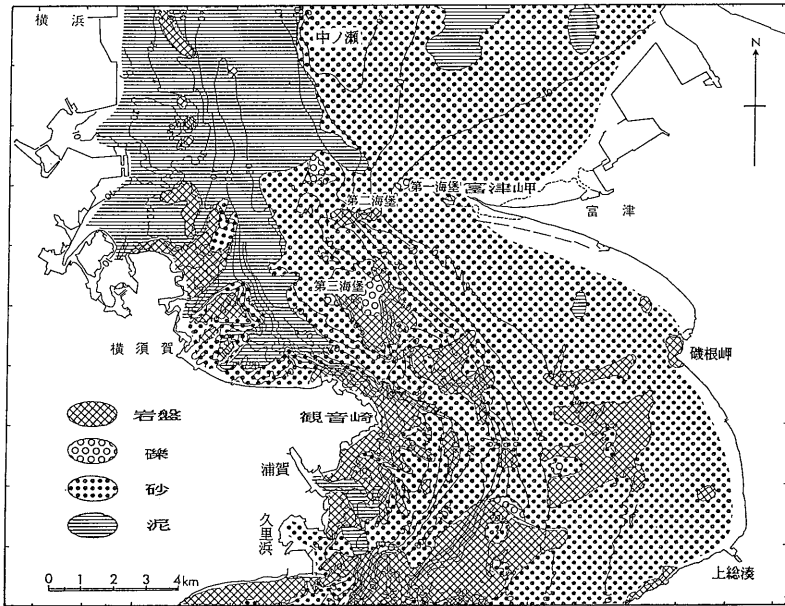 横浜
中ノ瀬
N
第一海堡
富津岬
第二海堡
富津
第三海堡
横須賀
磯根岬
岩盤
観音崎
礫
浦賀
砂
久里浜
泥
上総湊
0 1 2 3 4km